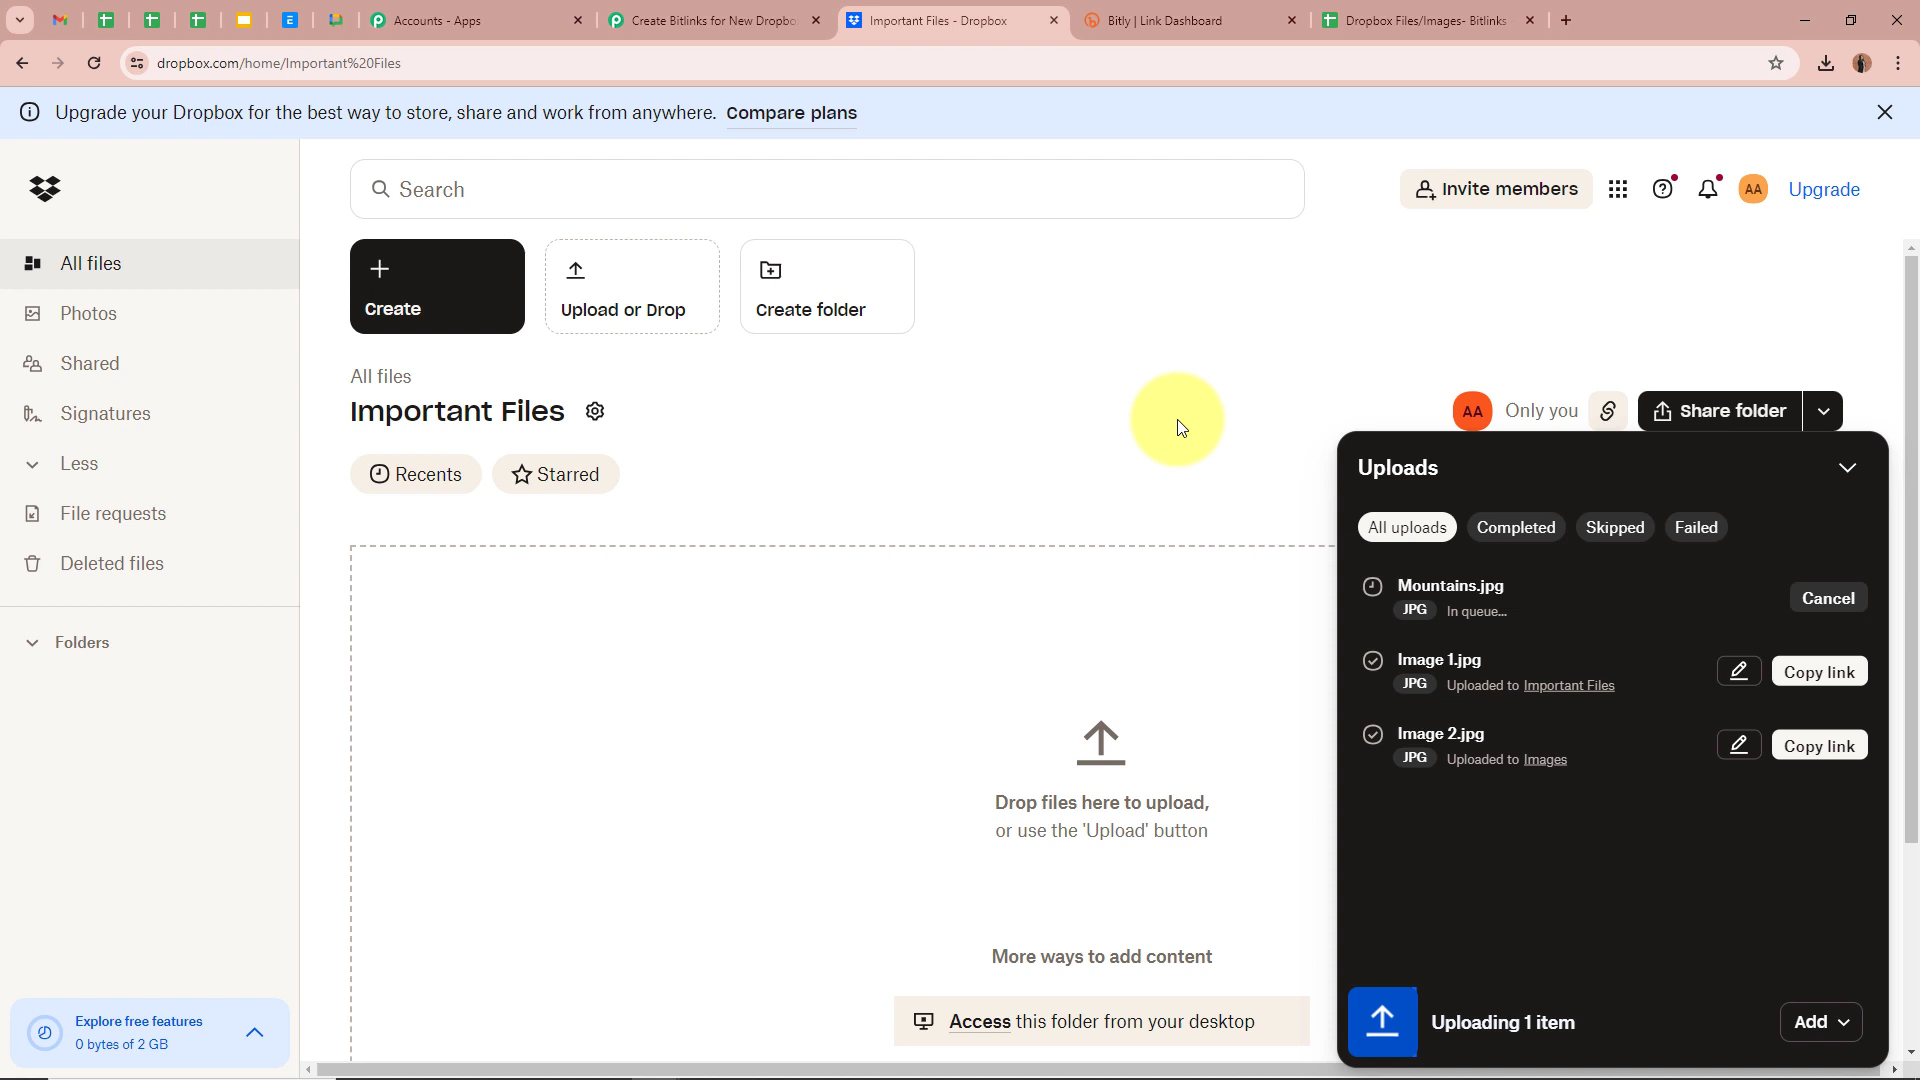 Accounts - Apps
Create Bitlinks for New Dropbo
Important Files - Dropbox
Bitly | Link Dashboard
Dropbox Files/Images- Bitlinks
dropbox.com/home/Important%20Files
Upgrade your Dropbox for the best way to store, share and work from anywhere. Compare plans
Search
Invite members
AA
Upgrade
All files
Photos
Shared
Signatures
Less
File requests
Deleted files
Folders
Explore free features
0 bytes of 2 GB
Create
Upload or Drop
Create folder
All files
Important Files
AA
Only you
Share folder
Recents
Starred
Drop files here to upload,
or use the 'Upload' button
More ways to add content
Access this folder from your desktop
Uploads
All uploads
Completed
Skipped
Failed
Mountains.jpg
JPG In queue...
Cancel
Image 1.jpg
JPG Uploaded to Important Files
Copy link
Image 2.jpg
JPG Uploaded to Images
Copy link
Uploading 1 item
Add